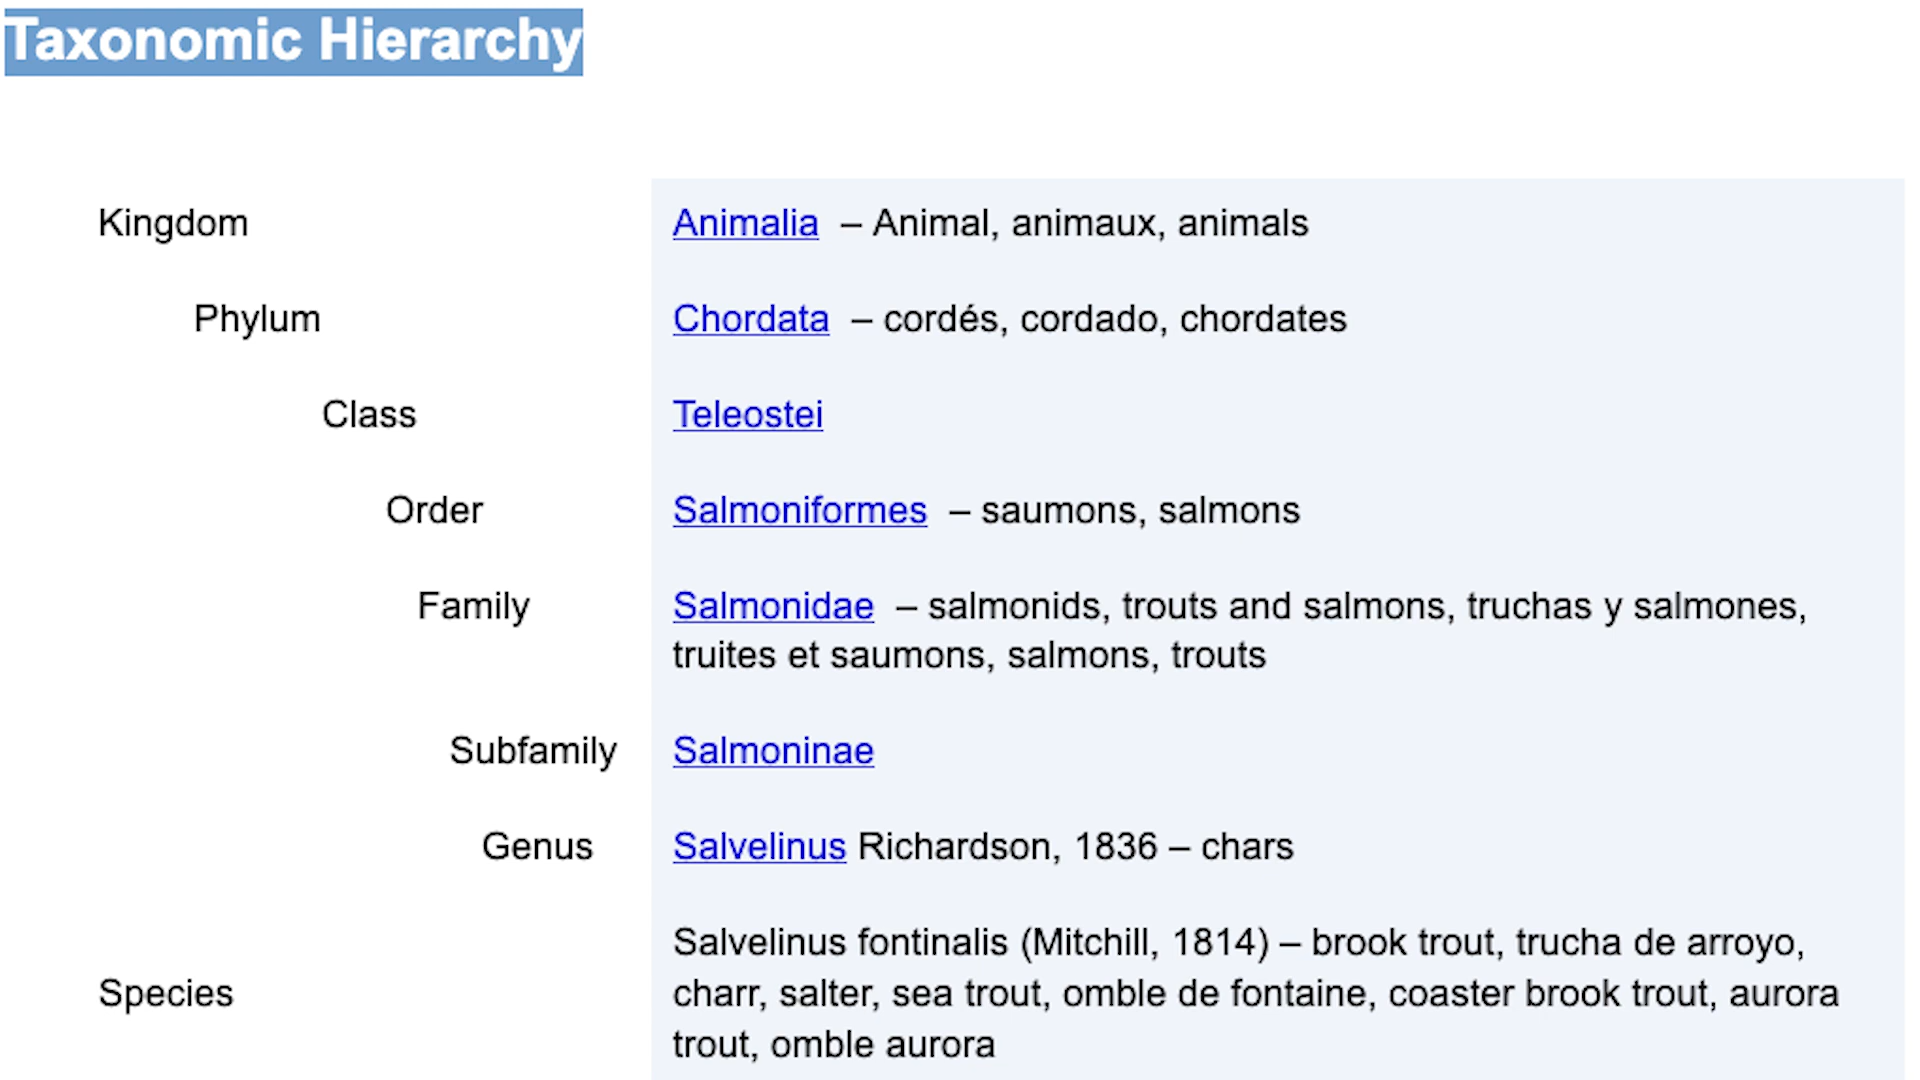 Taxonomic Hierarchy
Kingdom Animalia – Animal, animaux, animals
Phylum Chordata – cordés, cordado, chordates
Class Teleostei
Order Salmoniformes – saumons, salmons
Family Salmonidae – salmonids, trouts and salmons, truchas y salmones,
truites et saumons, salmons, trouts
Subfamily Salmoninae
Genus Salvelinus Richardson, 1836 – chars
Salvelinus fontinalis (Mitchill, 1814) – brook trout, trucha de arroyo,
Species charr, salter, sea trout, omble de fontaine, coaster brook trout, aurora
trout, omble aurora